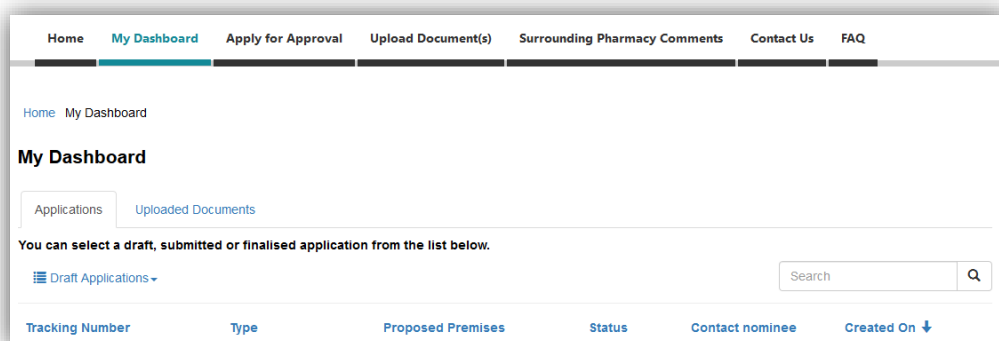 Home My Dashboard Apply for Approval Upload Document(s) Surrounding Pharmacy Comments Contact Us FAQ
Home My Dashboard
My Dashboard
Applications Uploaded Documents
You can select a draft, submitted or finalised application from the list below.
Draft Applications Search
Tracking Number Type Proposed Premises Status Contact nominee Created On